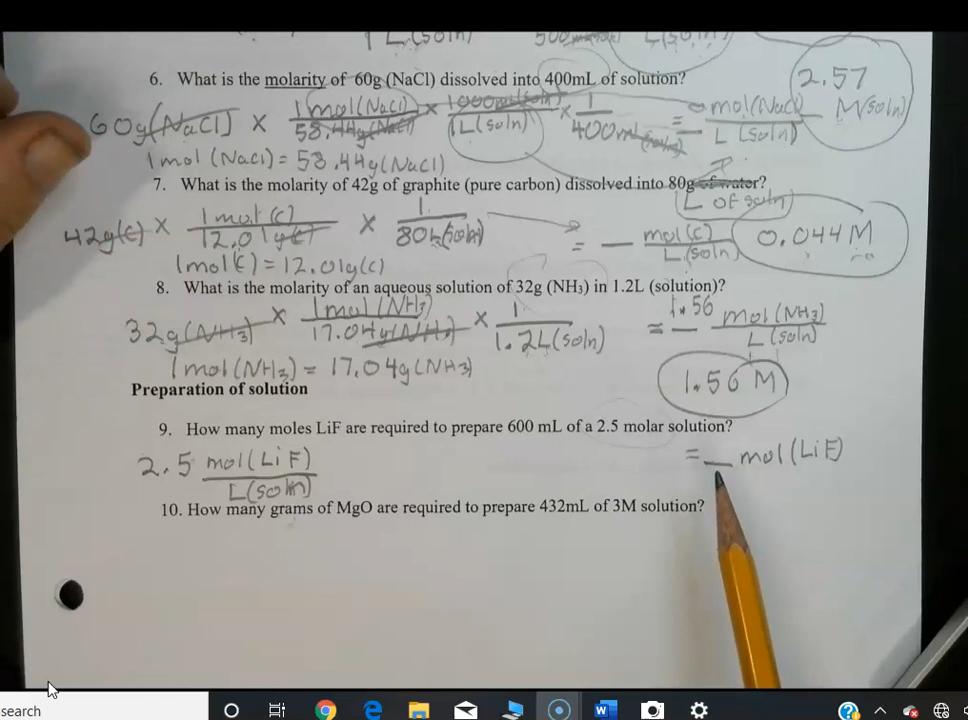 1 L(soln) 500 L(soln)
6. What is the molarity of 60g (NaCl) dissolved into 400mL of solution?
2.57
M(soln)
60g(NaCl) × 1mol(NaCl) × 1000ml(soln) × 1 = mol(NaCl)
58.44g(NaCl) 1L(soln) 400ml(soln) L(soln)
1mol(NaCl) = 58.44g(NaCl)
7. What is the molarity of 42g of graphite (pure carbon) dissolved into 80g of water?
L of soln
42g(C) × 1mol(C) × 1 = mol(C) 0.044 M
12.01g(C) 80L(soln) L(soln)
1mol(C) = 12.01g(C)
8. What is the molarity of an aqueous solution of 32g (NH₃) in 1.2L (solution)?
32g(NH₃) × 1mol(NH₃) × 1 = 1.56 mol(NH₃)
17.04g(NH₃) 1.2L(soln) L(soln)
1mol(NH₃) = 17.04g(NH₃)
1.56 M
Preparation of solution
9. How many moles LiF are required to prepare 600 mL of a 2.5 molar solution?
2.5 mol(LiF) = mol(LiF)
L(soln)
10. How many grams of MgO are required to prepare 432mL of 3M solution?
search